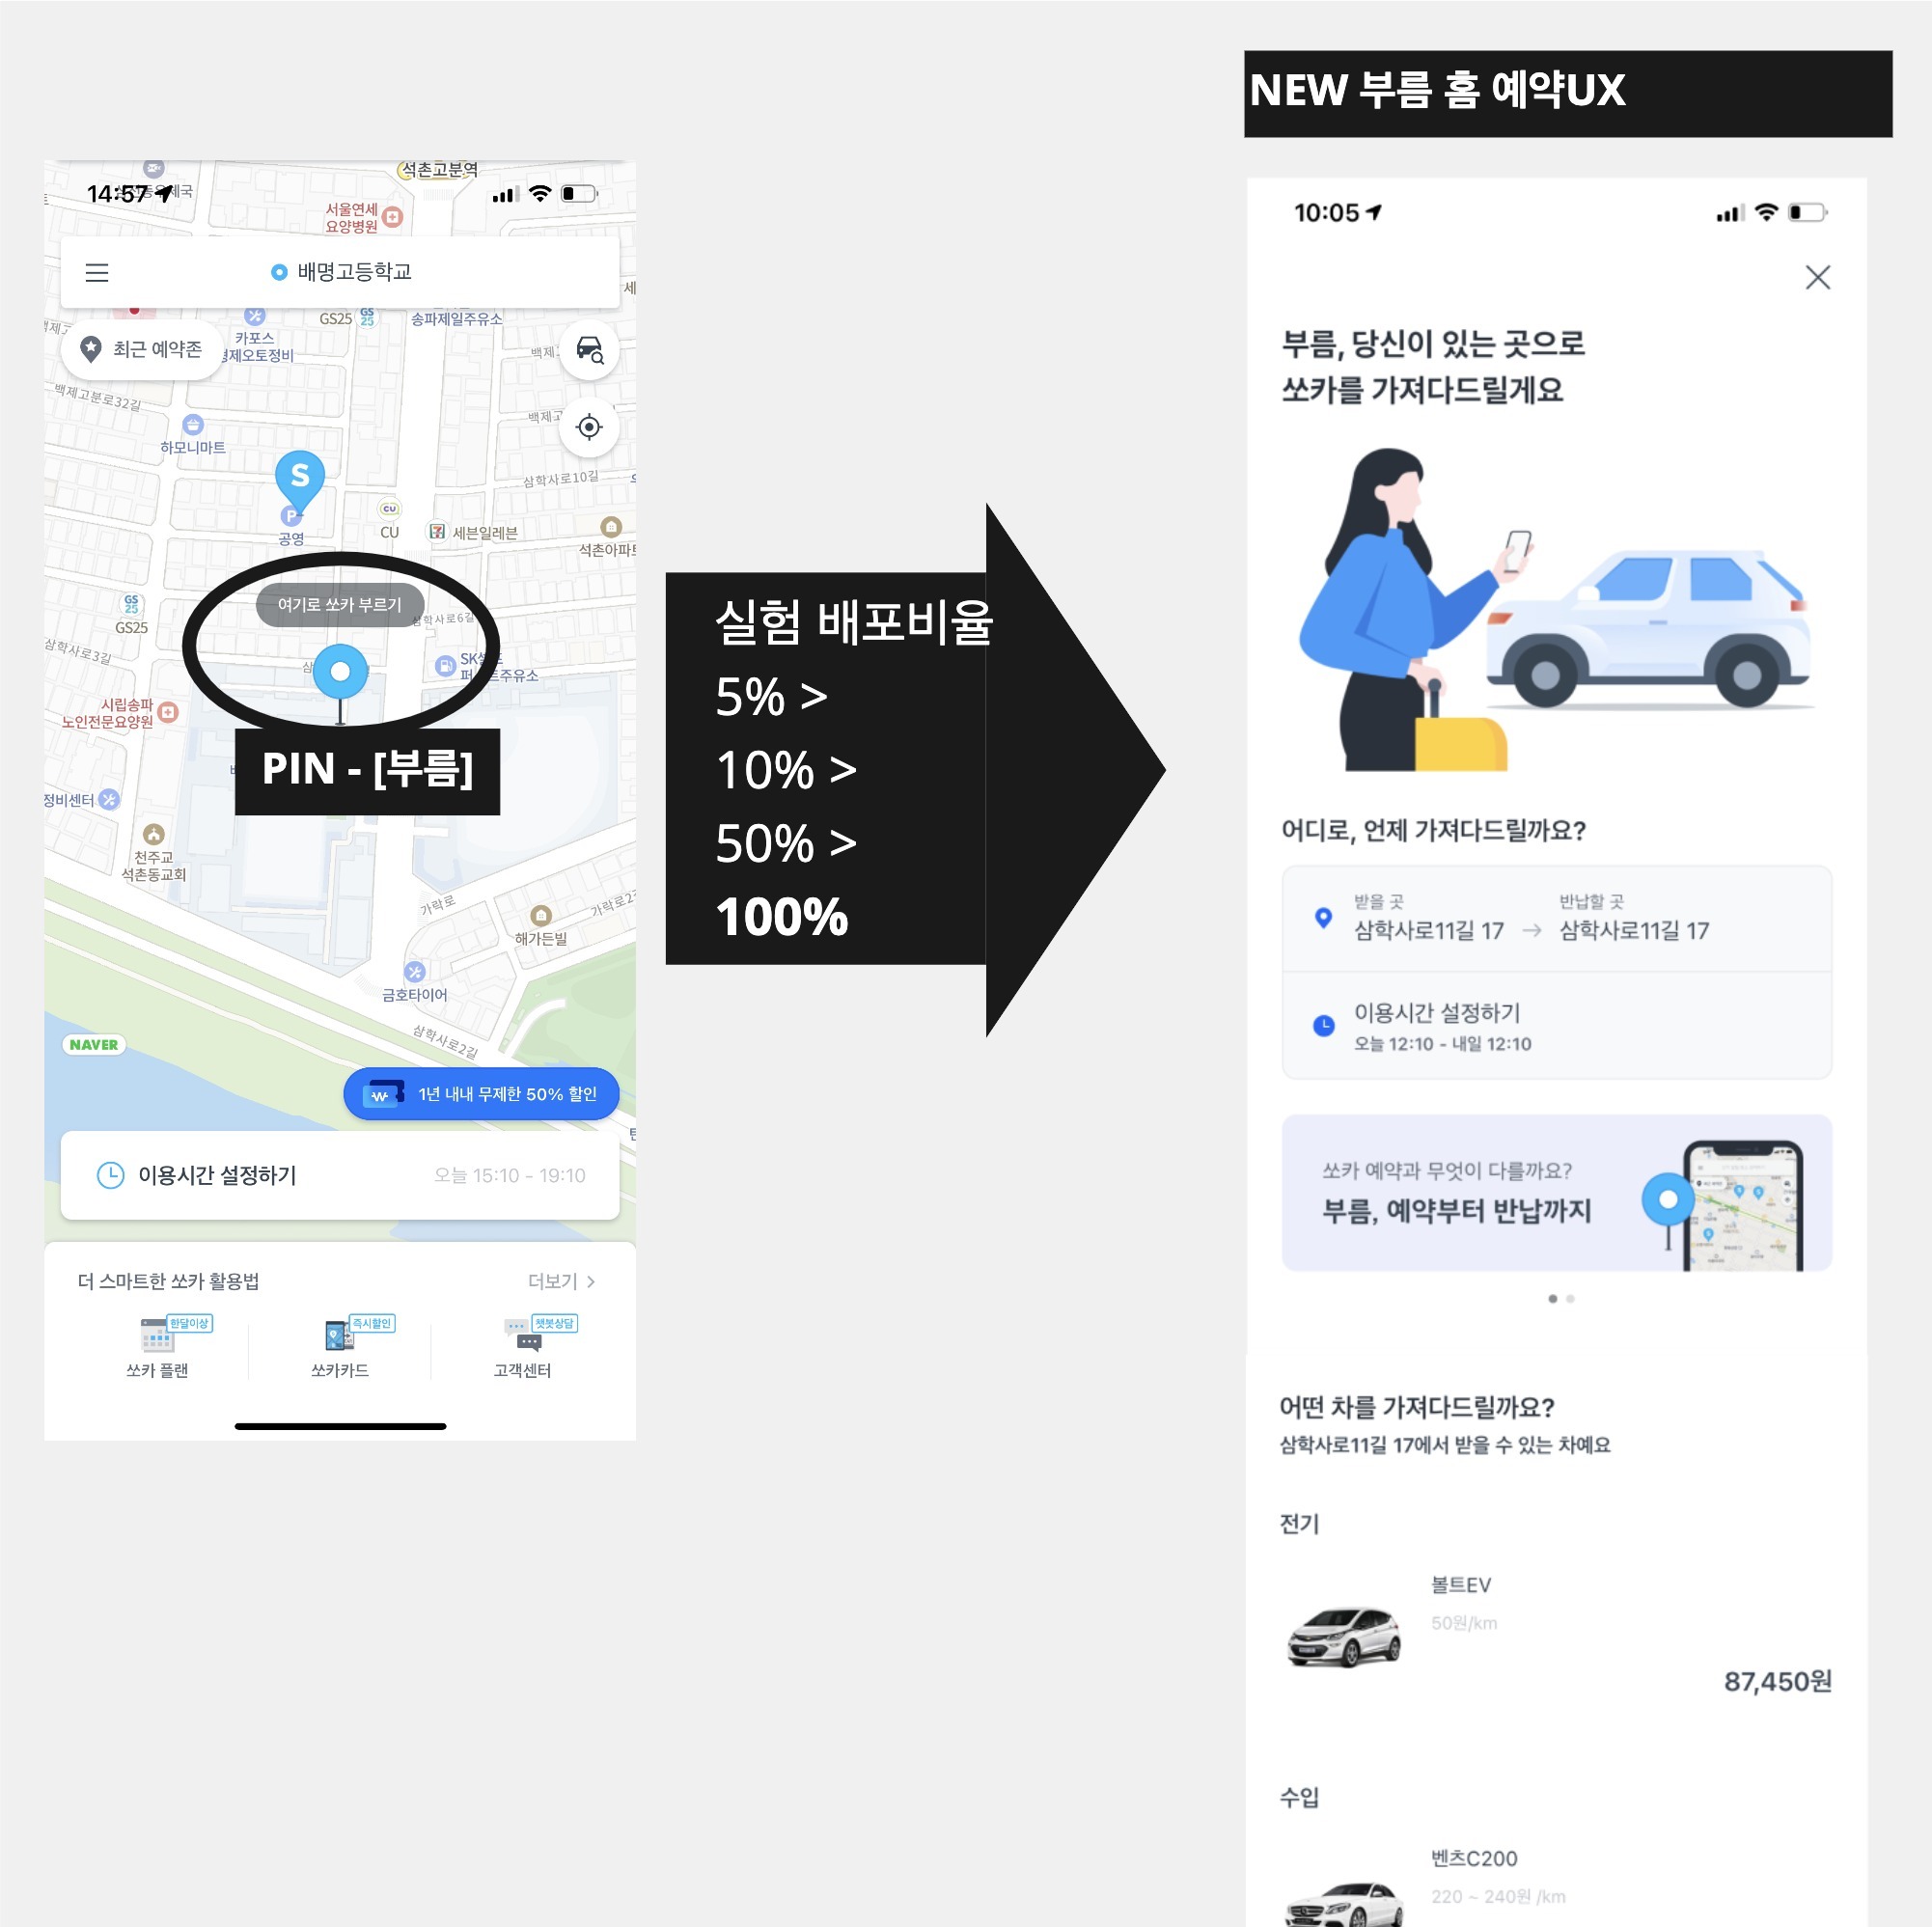 NEW 부름 홈 예약UX
석촌고분역
14:57
서울연세
요양병원
배명고등학교
GS25
GS
25
송파제일주유소
최근 예약존
카포스
백제고분로32길
하모니마트
S
삼학사로10길
P
공영
CU
CU
세븐일레븐
석촌아파트
여기로 쏘카 부르기
GS
25
GS25
삼학사로6길
삼학사로3길
시립송파
노인전문요양원
PIN - [부름]
정비센터
천주교
석촌동교회
가락로
해가든빌
금호타이어
삼학사로2길
NAVER
1년 내내 무제한 50% 할인
이용시간 설정하기
오늘 15:10 - 19:10
더 스마트한 쏘카 활용법
더보기 >
한달이상
즉시할인
챗봇상담
쏘카 플랜
쏘카카드
고객센터
실험 배포비율
5% >
10% >
50% >
100%
10:05
부름, 당신이 있는 곳으로
쏘카를 가져다드릴게요
어디로, 언제 가져다드릴까요?
받을 곳
반납할 곳
삼학사로11길 17 → 삼학사로11길 17
이용시간 설정하기
오늘 12:10 - 내일 12:10
쏘카 예약과 무엇이 다를까요?
부름, 예약부터 반납까지
어떤 차를 가져다드릴까요?
삼학사로11길 17에서 받을 수 있는 차예요
전기
볼트EV
50원/km
87,450원
수입
벤츠C200
220 ~ 240원 /km